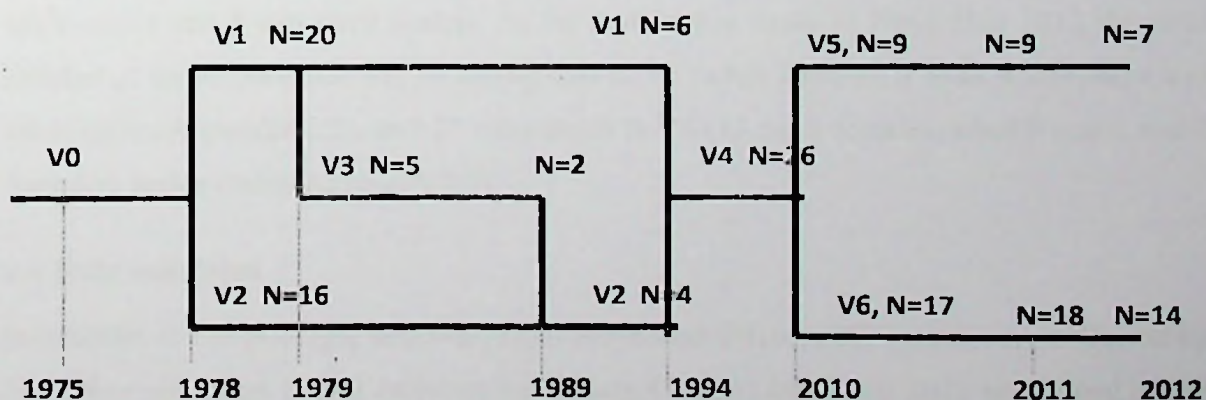 V1 N=20
V1 N=6
V5, N=9
N=9
N=7
V0
V3 N=5
N=2
V4 N=26
V2 N=16
V2 N=4
V6, N=17
N=18
N=14
1975
1978
1979
1989
1994
2010
2011
2012